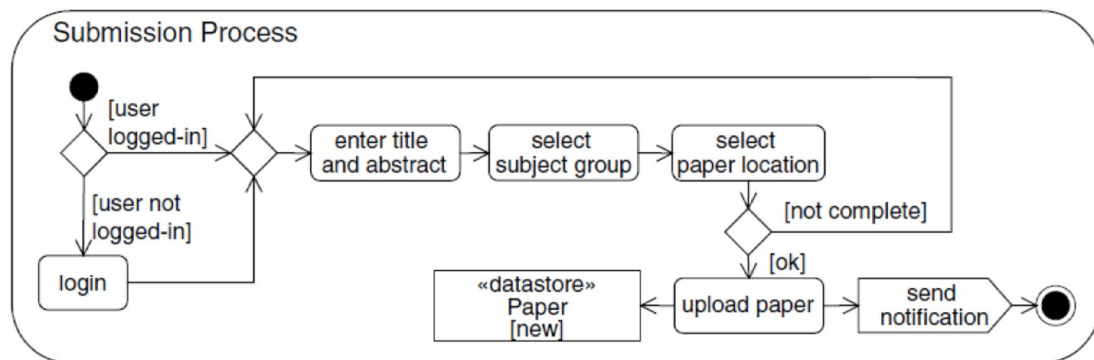 Submission Process
[user
logged-in]
enter title
and abstract
select
subject group
select
paper location
[user not
logged-in]
[not complete]
login
[ok]
«datastore»
Paper
[new]
upload paper
send
notification